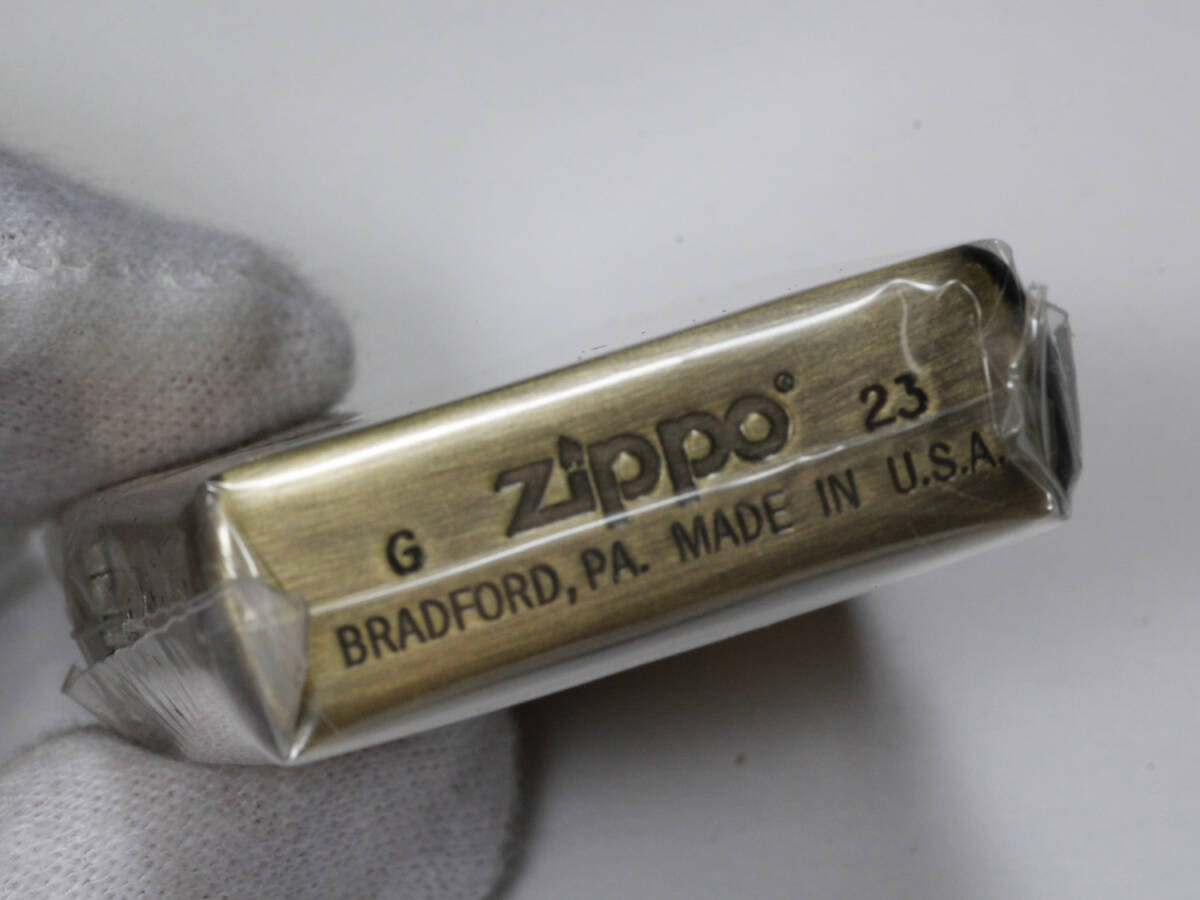 G zippo® 23
BRADFORD, PA. MADE IN U.S.A.